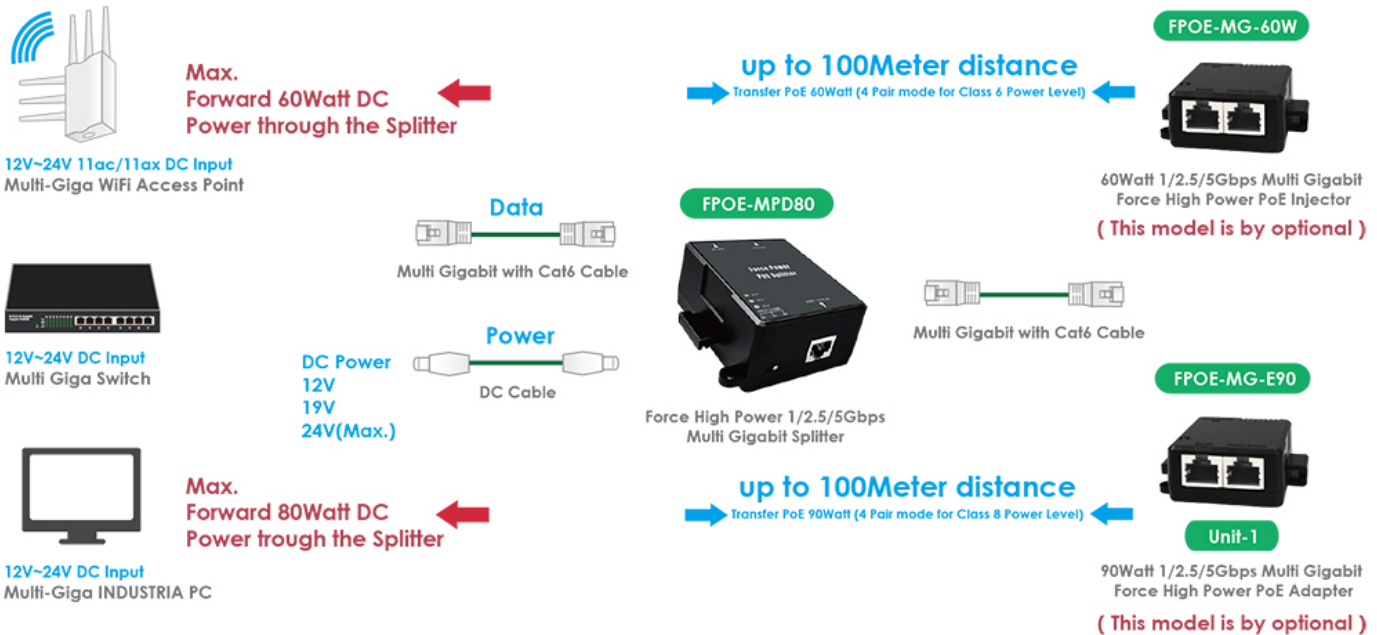 FPOE-MG-60W
Max.
Forward 60Watt DC
Power through the Splitter
up to 100Meter distance
Transfer PoE 60Watt (4 Pair mode for Class 6 Power Level)
12V~24V 11ac/11ax DC Input
Multi-Giga WiFi Access Point
60Watt 1/2.5/5Gbps Multi Gigabit
Force High Power PoE Injector
( This model is by optional )
Data
Multi Gigabit with Cat6 Cable
FPOE-MPD80
Force Power
POE Splitter
Multi Gigabit with Cat6 Cable
12V~24V DC Input
Multi Giga Switch
Power
DC Cable
DC Power
12V
19V
24V(Max.)
Force High Power 1/2.5/5Gbps
Multi Gigabit Splitter
FPOE-MG-E90
Max.
Forward 80Watt DC
Power trough the Splitter
up to 100Meter distance
Transfer PoE 90Watt (4 Pair mode for Class 8 Power Level)
Unit-1
12V~24V DC Input
Multi-Giga INDUSTRIA PC
90Watt 1/2.5/5Gbps Multi Gigabit
Force High Power PoE Adapter
( This model is by optional )